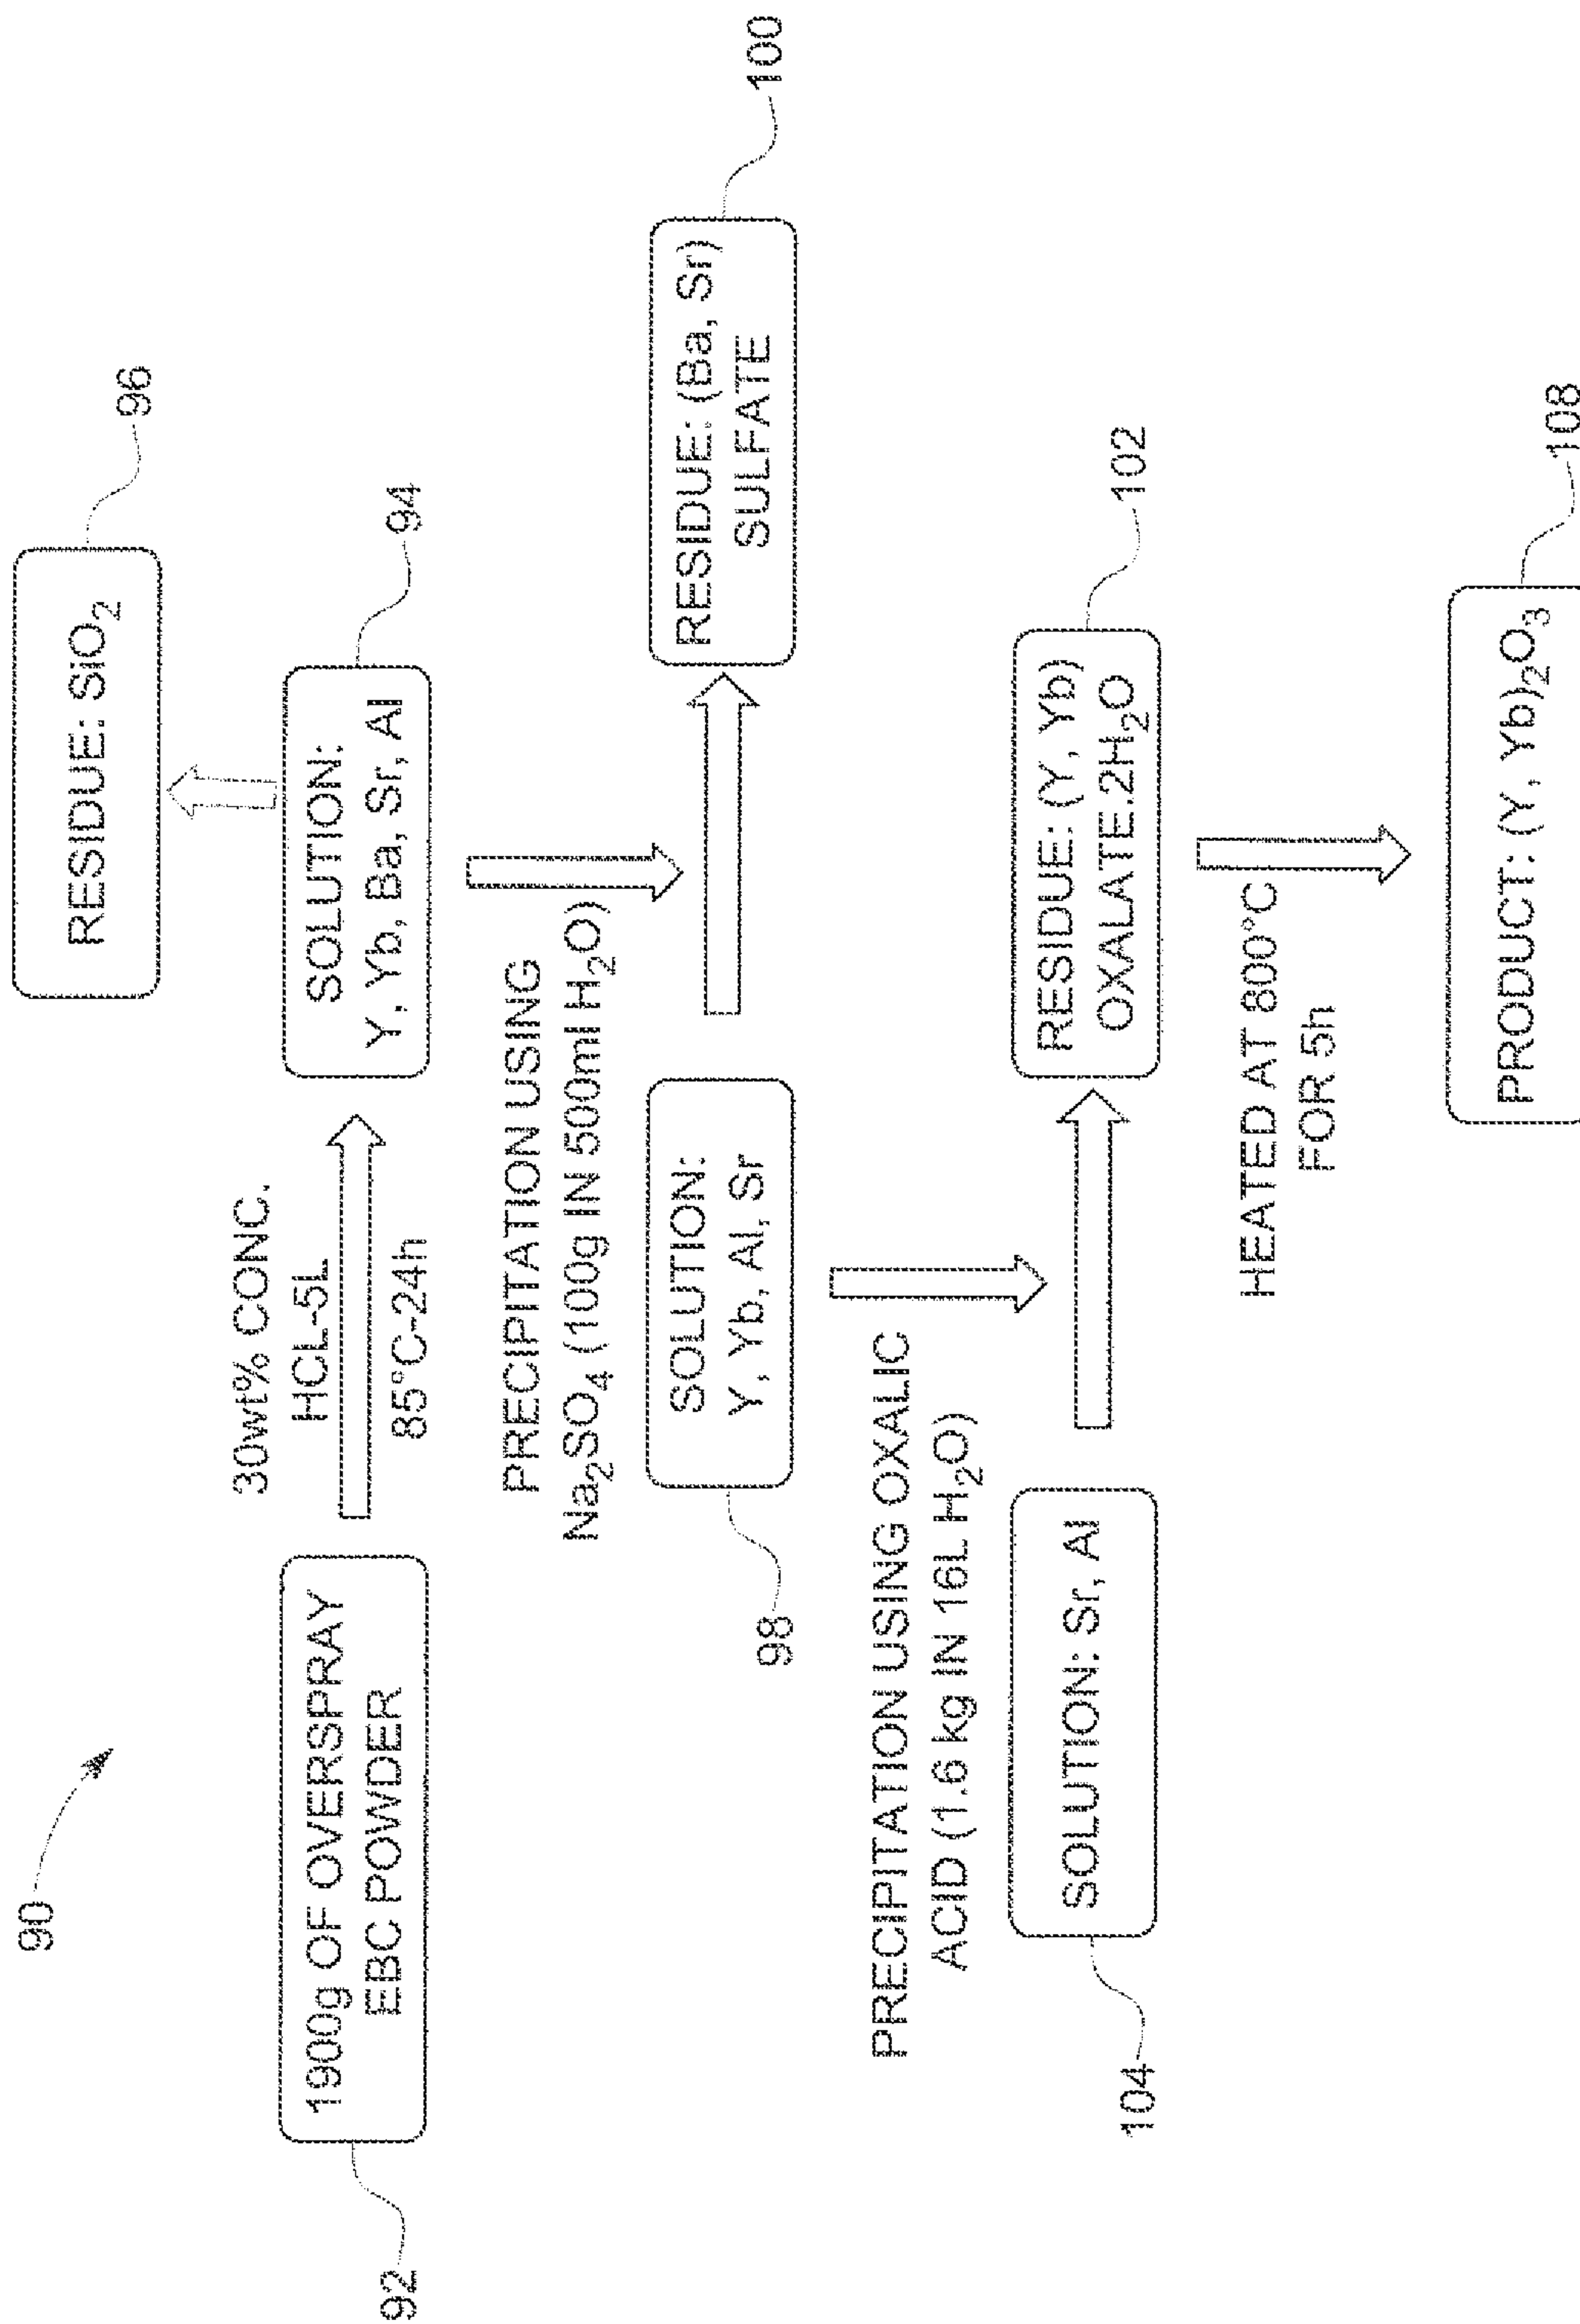 90
96
RESIDUE: SiO₂
92
1900g OF OVERSPRAY
EBC POWDER
30wt% CONC.
HCL-5L
85°C-24h
SOLUTION:
Y, Yb, Ba, Sr, Al
94
PRECIPITATION USING
Na₂SO₄ (100g IN 500ml H₂O)
98
SOLUTION:
Y, Yb, Al, Sr
RESIDUE: (Ba, Sr)
SULFATE
100
PRECIPITATION USING OXALIC
ACID (1.6 kg IN 16L H₂O)
104
SOLUTION: Sr, Al
RESIDUE: (Y, Yb)
OXALATE.2H₂O
102
HEATED AT 800°C
FOR 5h
PRODUCT: (Y, Yb)₂O₃
108